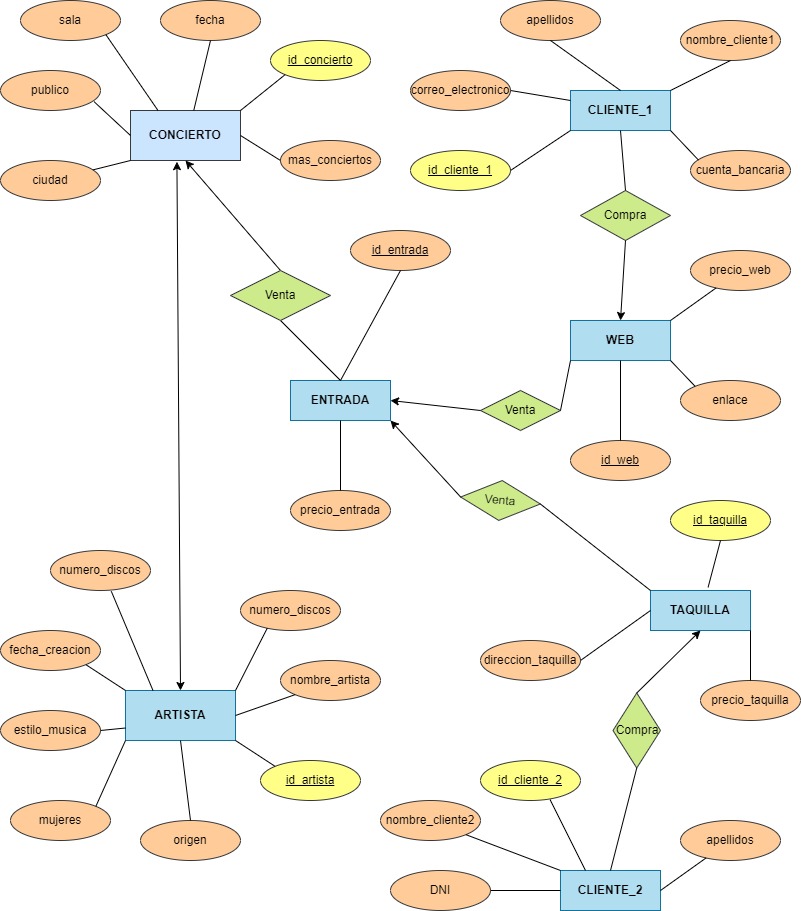 sala
fecha
id_concierto
publico
CONCIERTO
mas_conciertos
ciudad
apellidos
nombre_cliente1
correo_electronico
CLIENTE_1
id_cliente_1
cuenta_bancaria
Compra
id_entrada
precio_web
Venta
WEB
ENTRADA
Venta
enlace
id_web
precio_entrada
Venta
id_taquilla
TAQUILLA
direccion_taquilla
precio_taquilla
Compra
numero_discos
numero_discos
fecha_creacion
nombre_artista
ARTISTA
estilo_musica
id_artista
mujeres
origen
id_cliente_2
nombre_cliente2
apellidos
DNI
CLIENTE_2